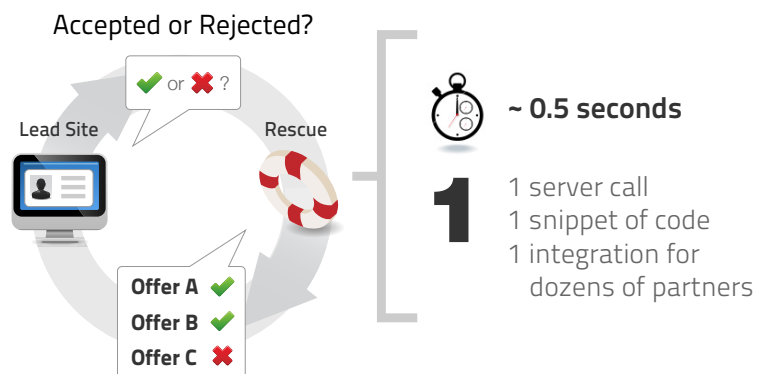 Accepted or Rejected?
or ?
Lead Site
Rescue
Offer A
Offer B
Offer C
~ 0.5 seconds
1
1 server call
1 snippet of code
1 integration for
dozens of partners